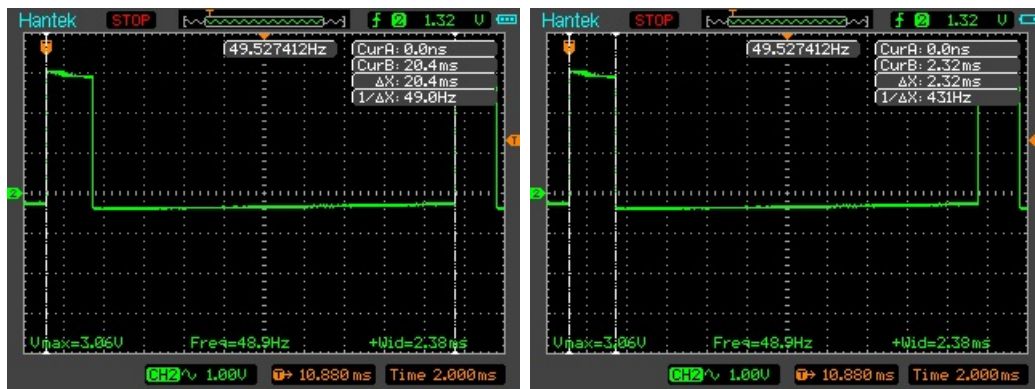 Hantek STOP T f 2 1.32 V
T 49.527412Hz CurA: 0.0ns
CurB: 20.4ms
ΔX: 20.4ms
1/ΔX: 49.0Hz
T
2
Vmax=3.06V Freq=48.9Hz +Wid=2.38ms
CH2∿ 1.00V T→ 10.880 ms Time 2.000ms
Hantek STOP T f 2 1.32 V
T 49.527412Hz CurA: 0.0ns
CurB: 2.32ms
ΔX: 2.32ms
1/ΔX: 431Hz
2
Vmax=3.06V Freq=48.9Hz +Wid=2.38ms
CH2∿ 1.00V T→ 10.880 ms Time 2.000ms